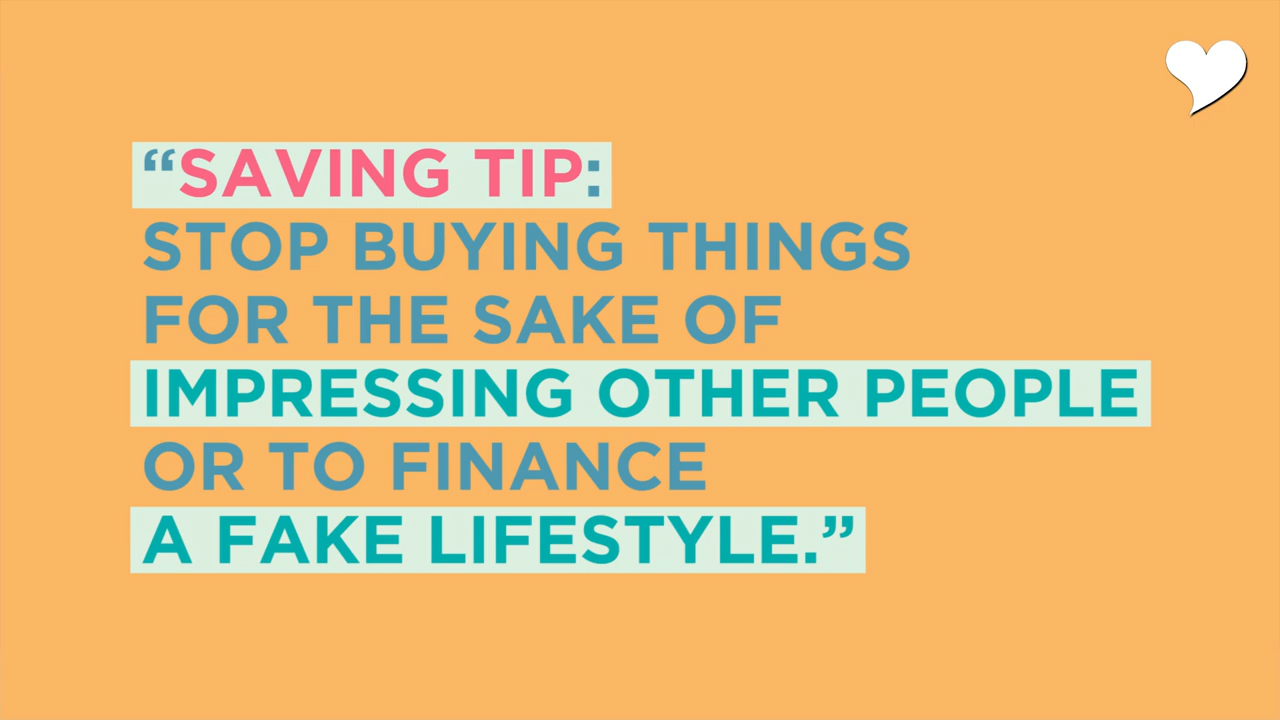 “SAVING TIP:
STOP BUYING THINGS
FOR THE SAKE OF
IMPRESSING OTHER PEOPLE
OR TO FINANCE
A FAKE LIFESTYLE.”